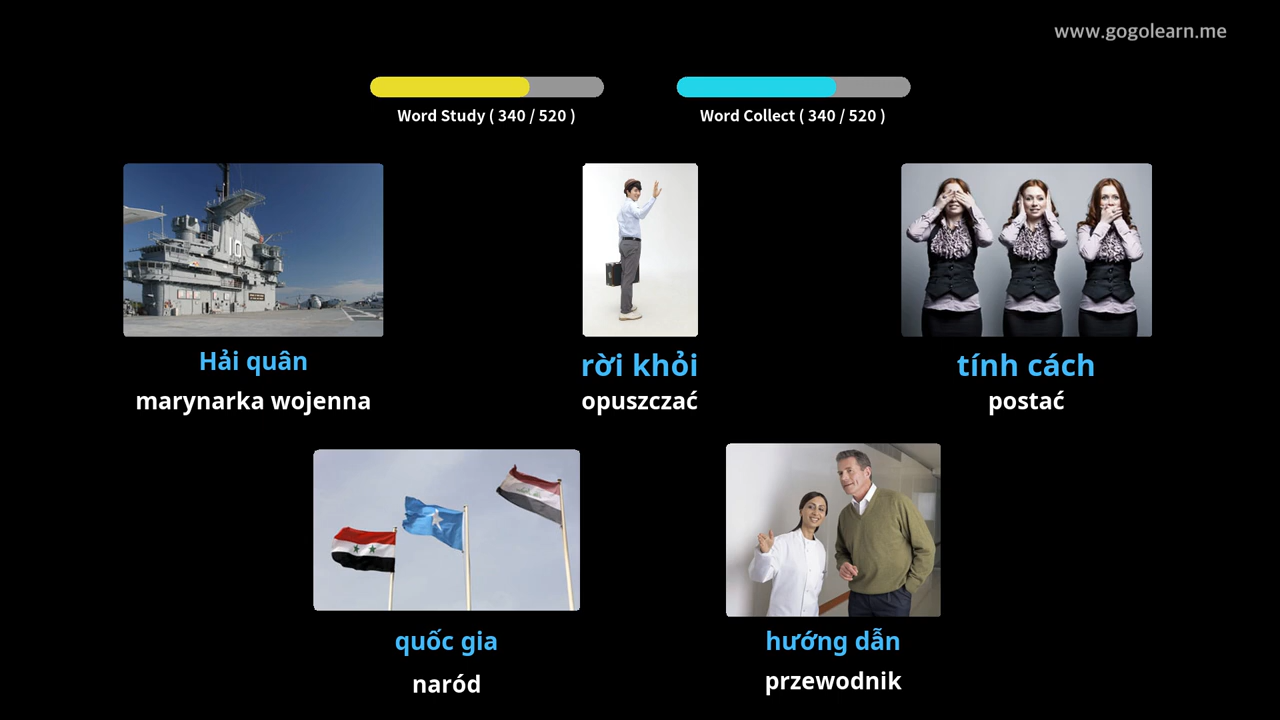 www.gogolearn.me
Word Study ( 340 / 520 )
Word Collect ( 340 / 520 )
10
Hải quân
rời khỏi
tính cách
marynarka wojenna
opuszczać
postać
quốc gia
hướng dẫn
naród
przewodnik